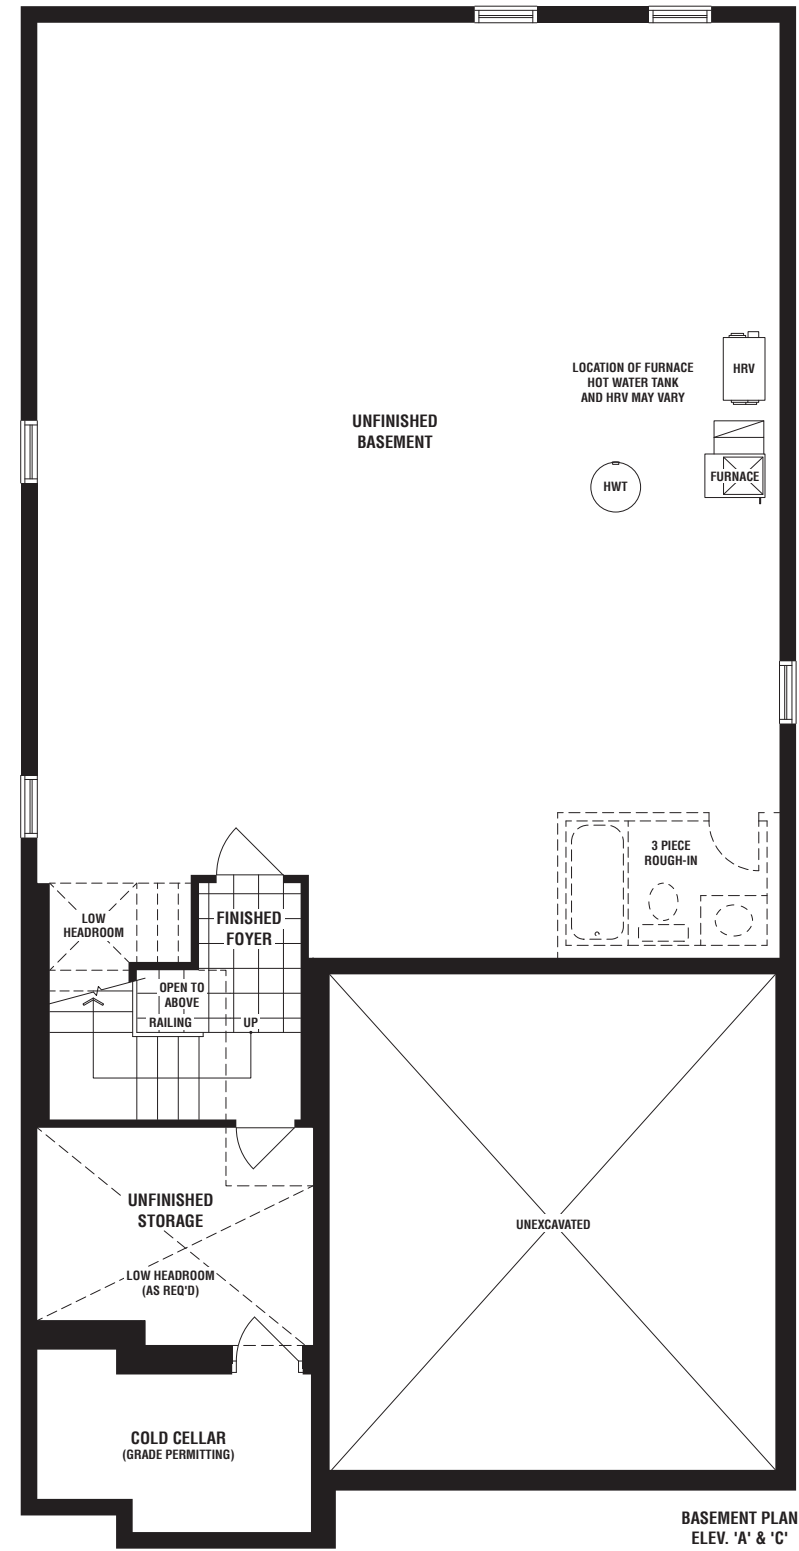 HRV
LOCATION OF FURNACE
HOT WATER TANK
AND HRV MAY VARY
UNFINISHED
BASEMENT
FURNACE
HWT
3 PIECE
ROUGH-IN
LOW
HEADROOM
FINISHED
FOYER
OPEN TO
ABOVE
RAILING
UP
UNFINISHED
STORAGE
LOW HEADROOM
(AS REQ'D)
UNEXCAVATED
COLD CELLAR
(GRADE PERMITTING)
BASEMENT PLAN
ELEV. 'A' & 'C'